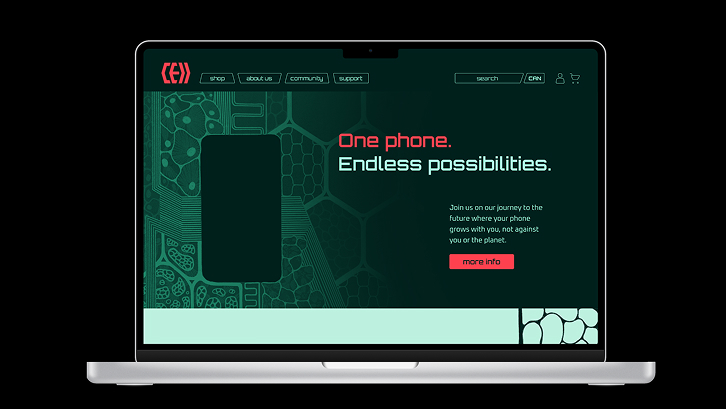 CELL
shop about us community support search CAN
One phone.
Endless possibilities.
Join us on our journey to the
future where your phone
grows with you, not against
you or the planet.
more info